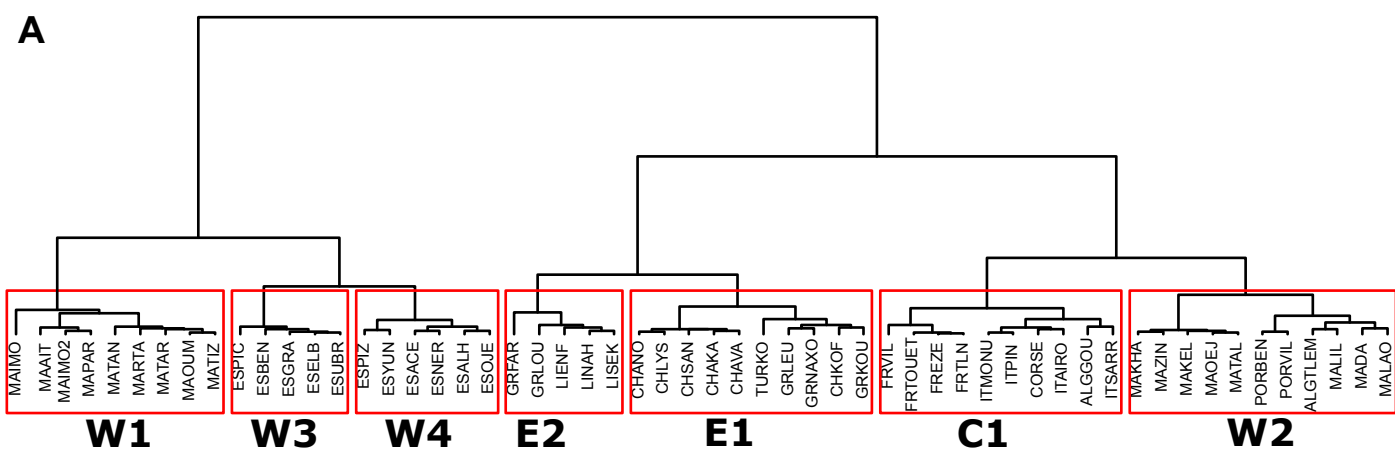 A
MAIMO
MAAIT
MAIMO2
MAPAR
MATAN
MARTA
MATAR
MAOUM
MATIZ
ESPIC
ESBEN
ESGRA
ESELB
ESUBR
ESPIZ
ESYUN
ESACE
ESNER
ESALH
ESOJE
GRFAR
GRLOU
LIENF
LINAH
LISEK
CHANO
CHLYS
CHSAN
CHAKA
CHAVA
TURKO
GRLEU
GRNAXO
CHKOF
GRKOU
FRVIL
FRTOUET
FREZE
FRTLN
ITMONU
ITPIN
CORSE
ITAIRO
ALGGOU
ITSARR
MAKHA
MAZIN
MAKEL
MAOEJ
MATAL
PORBEN
PORVIL
ALGTLEM
MALIL
MADA
MALAO
W1 W3 W4 E2 E1 C1 W2